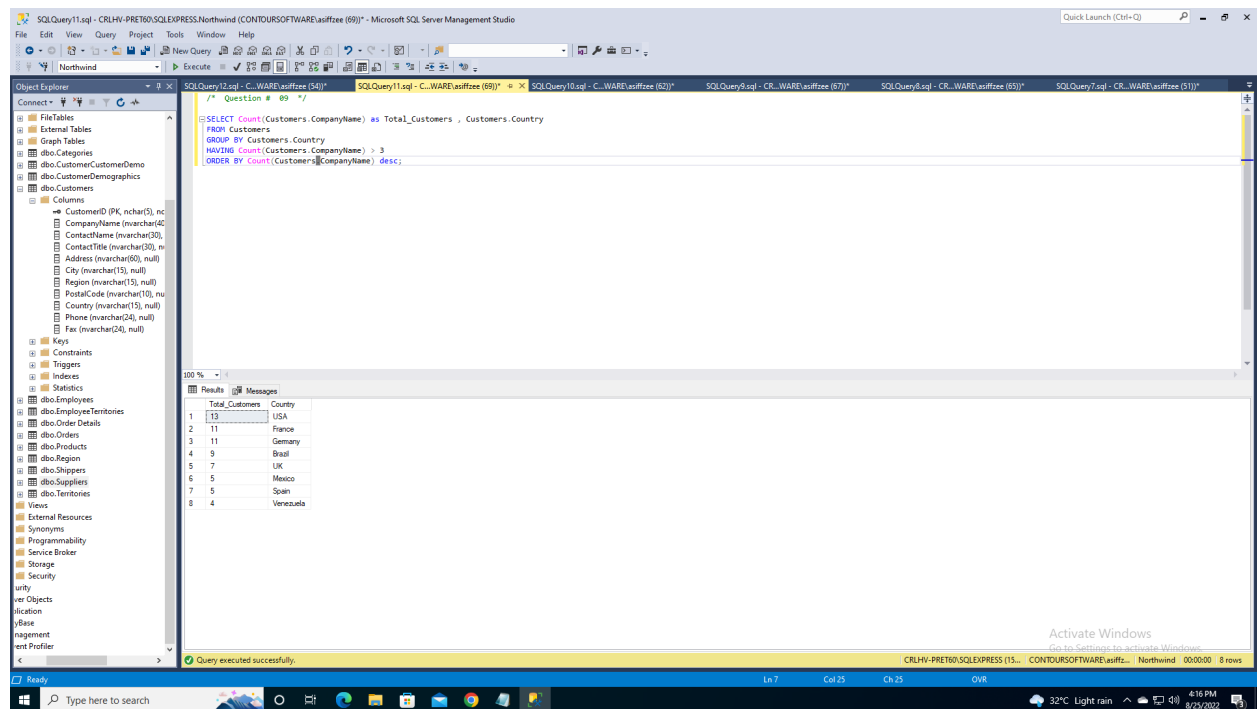 SQLQuery11.sql - CRLHV-PRET60\SQLEXPRESS.Northwind (CONTOURSOFTWARE\asiffzee (69))* - Microsoft SQL Server Management Studio
Quick Launch (Ctrl+Q)
File Edit View Query Project Tools Window Help
New Query
Northwind
Execute
Object Explorer
SQLQuery12.sql - C...WARE\asiffzee (54))*
SQLQuery11.sql - C...WARE\asiffzee (69))*
SQLQuery10.sql - C...WARE\asiffzee (62))*
SQLQuery9.sql - CR...WARE\asiffzee (67))*
SQLQuery8.sql - CR...WARE\asiffzee (65))*
SQLQuery7.sql - CR...WARE\asiffzee (51))*
Connect
FileTables
External Tables
Graph Tables
dbo.Categories
dbo.CustomerCustomerDemo
dbo.CustomerDemographics
dbo.Customers
Columns
CustomerID (PK, nchar(5), nc
CompanyName (nvarchar(40
ContactName (nvarchar(30),
ContactTitle (nvarchar(30), n
Address (nvarchar(60), null)
City (nvarchar(15), null)
Region (nvarchar(15), null)
PostalCode (nvarchar(10), nu
Country (nvarchar(15), null)
Phone (nvarchar(24), null)
Fax (nvarchar(24), null)
Keys
Constraints
Triggers
Indexes
Statistics
dbo.Employees
dbo.EmployeeTerritories
dbo.Order Details
dbo.Orders
dbo.Products
dbo.Region
dbo.Shippers
dbo.Suppliers
dbo.Territories
Views
External Resources
Synonyms
Programmability
Service Broker
Storage
Security
urity
ver Objects
plication
yBase
nagement
ent Profiler
/* Question # 09 */
SELECT Count(Customers.CompanyName) as Total_Customers , Customers.Country
FROM Customers
GROUP BY Customers.Country
HAVING Count(Customers.CompanyName) > 3
ORDER BY Count(Customers.CompanyName) desc;
100 %
Results Messages
Total_Customers Country
1 13 USA
2 11 France
3 11 Germany
4 9 Brazil
5 7 UK
6 5 Mexico
7 5 Spain
8 4 Venezuela
Activate Windows
Go to Settings to activate Windows.
Query executed successfully.
CRLHV-PRET60\SQLEXPRESS (15... CONTOURSOFTWARE\asiffz... Northwind 00:00:00 8 rows
Ready Ln 7 Col 25 Ch 25 OVR
Type here to search
32°C Light rain
4:16 PM
8/25/2022